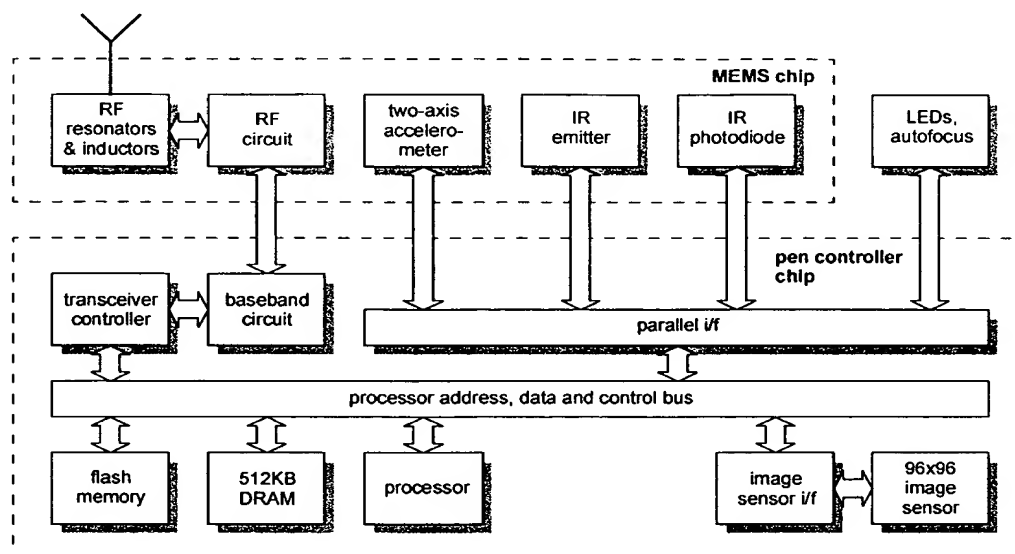 MEMS chip
RF
resonators
& inductors
RF
circuit
two-axis
accelero-
meter
IR
emitter
IR
photodiode
LEDs,
autofocus
pen controller
chip
transceiver
controller
baseband
circuit
parallel i/f
processor address, data and control bus
flash
memory
512KB
DRAM
processor
image
sensor i/f
96x96
image
sensor